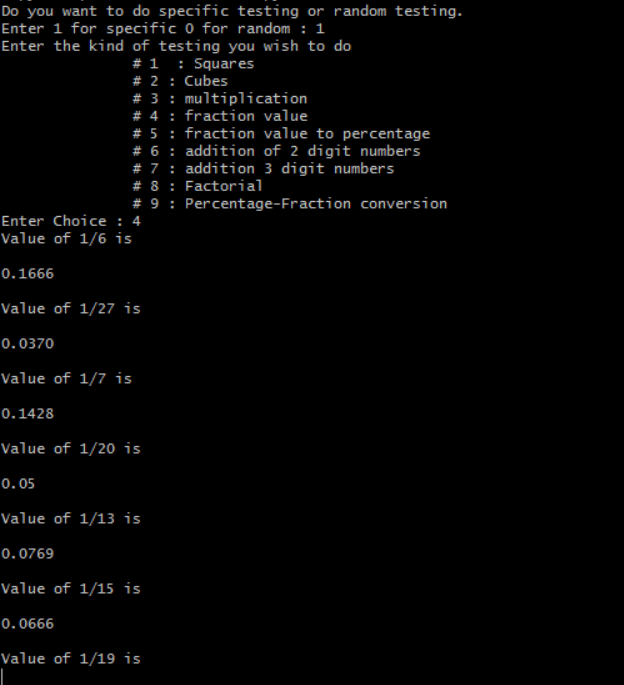 Do you want to do specific testing or random testing.
Enter 1 for specific 0 for random : 1
Enter the kind of testing you wish to do
# 1  : Squares
# 2 : Cubes
# 3 : multiplication
# 4 : fraction value
# 5 : fraction value to percentage
# 6 : addition of 2 digit numbers
# 7 : addition 3 digit numbers
# 8 : Factorial
# 9 : Percentage-Fraction conversion
Enter Choice : 4
Value of 1/6 is
0.1666
Value of 1/27 is
0.0370
Value of 1/7 is
0.1428
Value of 1/20 is
0.05
Value of 1/13 is
0.0769
Value of 1/15 is
0.0666
Value of 1/19 is